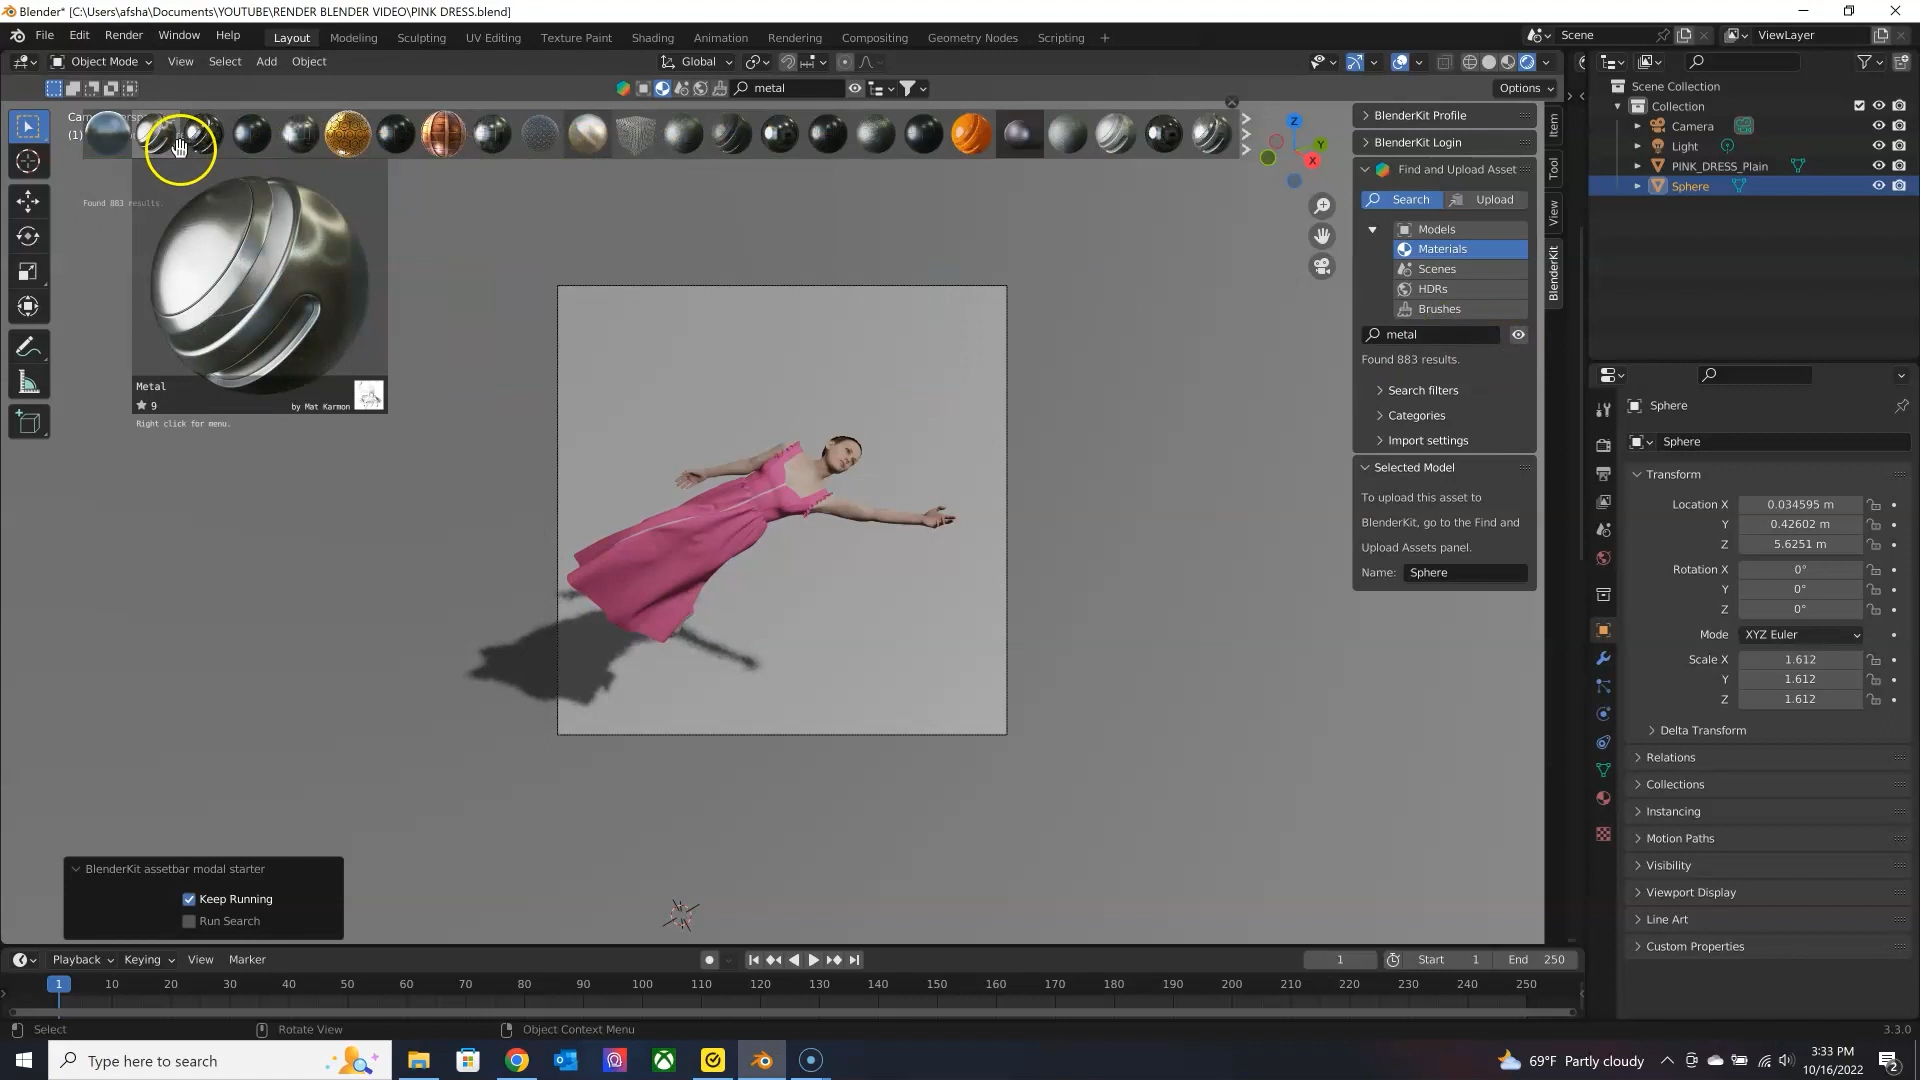 Blender* [C:\Users\afsha\Documents\YOUTUBE\RENDER BLENDER VIDEO\PINK DRESS.blend]
File Edit Render Window Help Layout Modeling Sculpting UV Editing Texture Paint Shading Animation Rendering Compositing Geometry Nodes Scripting + Scene ViewLayer
Object Mode View Select Add Object Global
metal Options
(1)
Found 883 results.
Metal
9 by Mat Karmon
Right click for menu.
Z
Y
X
BlenderKit Profile
BlenderKit Login
Find and Upload Asset
Search Upload
Models
Materials
Scenes
HDRs
Brushes
metal
Found 883 results.
Search filters
Categories
Import settings
Selected Model
To upload this asset to
BlenderKit, go to the Find and
Upload Assets panel.
Name: Sphere
Item
Tool
View
BlenderKit
Scene Collection
Collection
Camera
Light
PINK_DRESS_Plain
Sphere
Sphere
Sphere
Transform
Location X 0.034595 m
Y 0.42602 m
Z 5.6251 m
Rotation X 0°
Y 0°
Z 0°
Mode XYZ Euler
Scale X 1.612
Y 1.612
Z 1.612
Delta Transform
Relations
Collections
Instancing
Motion Paths
Visibility
Viewport Display
Line Art
Custom Properties
BlenderKit assetbar modal starter
Keep Running
Run Search
Playback Keying View Marker 1 Start 1 End 250
1 10 20 30 40 50 60 70 80 90 100 110 120 130 140 150 160 170 180 190 200 210 220 230 240 250
Select Rotate View Object Context Menu 3.3.0
Type here to search 69°F Partly cloudy 3:33 PM
10/16/2022 2